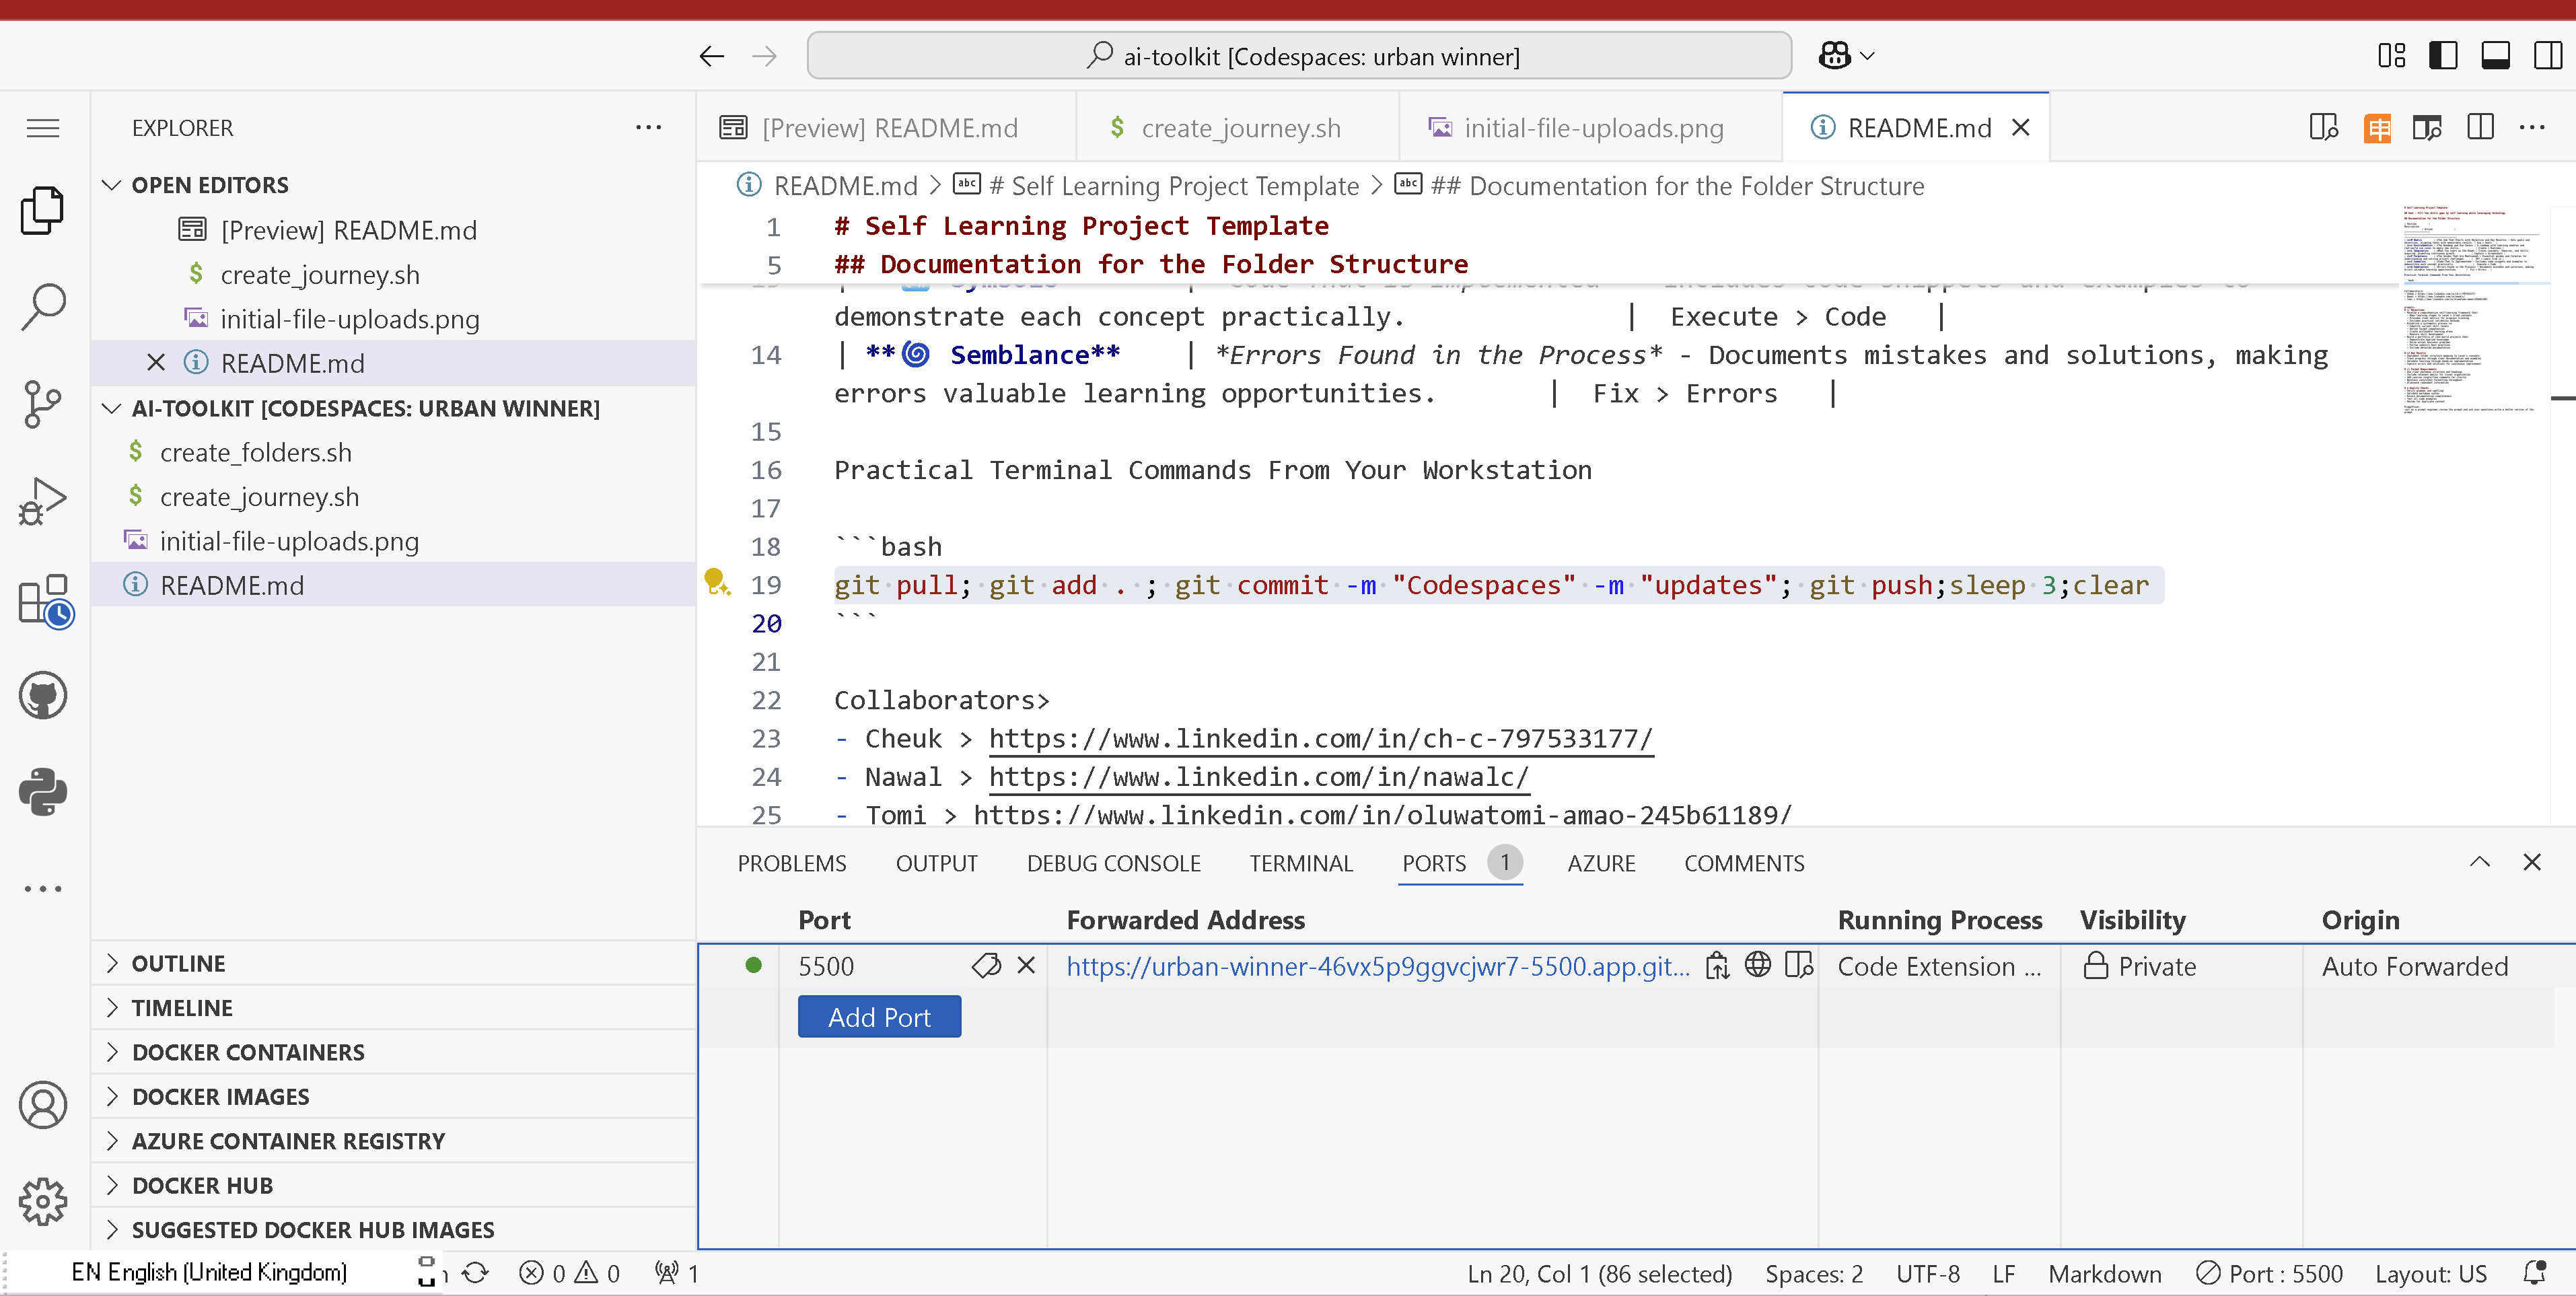 ai-toolkit [Codespaces: urban winner]
EXPLORER
OPEN EDITORS
[Preview] README.md
$ create_journey.sh
initial-file-uploads.png
README.md
AI-TOOLKIT [CODESPACES: URBAN WINNER]
$ create_folders.sh
$ create_journey.sh
initial-file-uploads.png
README.md
OUTLINE
TIMELINE
DOCKER CONTAINERS
DOCKER IMAGES
AZURE CONTAINER REGISTRY
DOCKER HUB
SUGGESTED DOCKER HUB IMAGES
[Preview] README.md $ create_journey.sh initial-file-uploads.png README.md
README.md > # Self Learning Project Template > ## Documentation for the Folder Structure
1 # Self Learning Project Template
5 ## Documentation for the Folder Structure
demonstrate each concept practically. | Execute > Code |
14 | **🌀 Semblance** | *Errors Found in the Process* - Documents mistakes and solutions, making
errors valuable learning opportunities. | Fix > Errors |
15
16 Practical Terminal Commands From Your Workstation
17
18 ```bash
19 git pull; git add . ; git commit -m "Codespaces" -m "updates"; git push;sleep 3;clear
20 ```
21
22 Collaborators>
23 - Cheuk > https://www.linkedin.com/in/ch-c-797533177/
24 - Nawal > https://www.linkedin.com/in/nawalc/
25 - Tomi > https://www.linkedin.com/in/oluwatomi-amao-245b61189/
PROBLEMS OUTPUT DEBUG CONSOLE TERMINAL PORTS 1 AZURE COMMENTS
Port Forwarded Address Running Process Visibility Origin
5500 https://urban-winner-46vx5p9ggvcjwr7-5500.app.git... Code Extension ... Private Auto Forwarded
Add Port
EN English (United Kingdom) 0 0 1 Ln 20, Col 1 (86 selected) Spaces: 2 UTF-8 LF Markdown Port : 5500 Layout: US